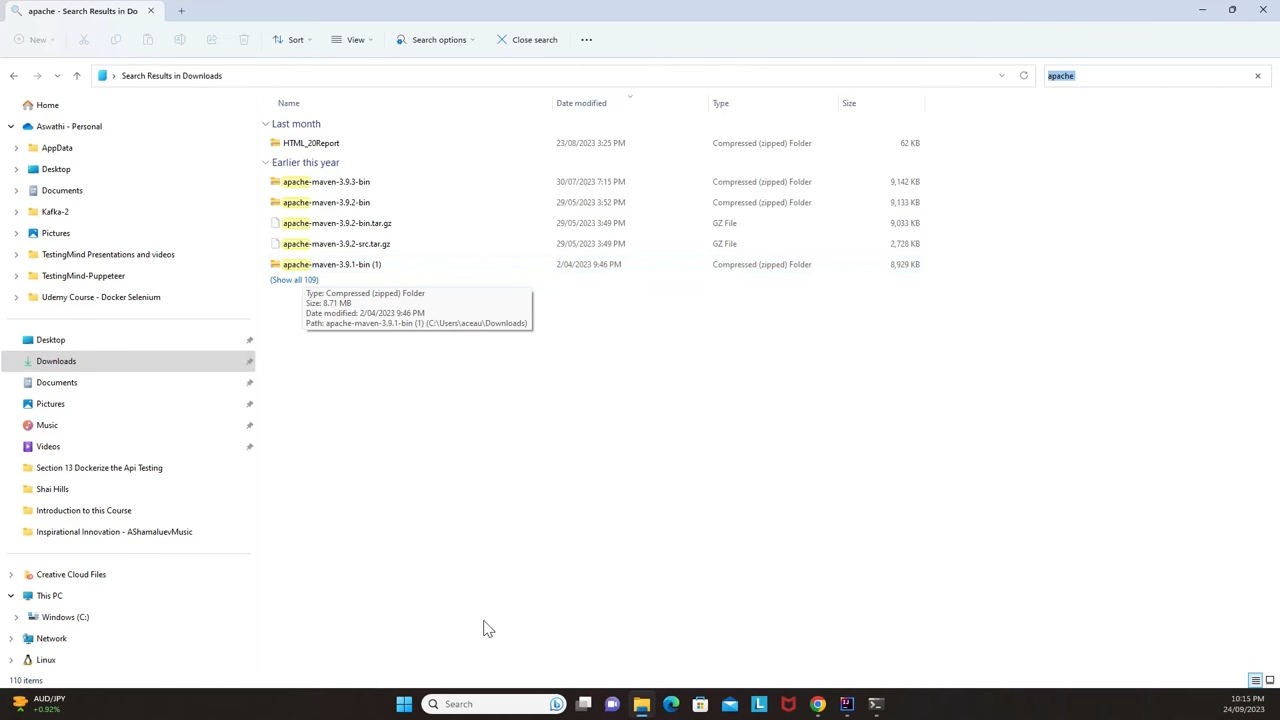 apache - Search Results in Do
New
Sort
View
Search options
Close search
Search Results in Downloads
apache
Name
Date modified
Type
Size
Home
Aswathi - Personal
AppData
Desktop
Documents
Kafka-2
Pictures
TestingMind Presentations and videos
TestingMind-Puppeteer
Udemy Course - Docker Selenium
Desktop
Downloads
Documents
Pictures
Music
Videos
Section 13 Dockerize the Api Testing
Shai Hills
Introduction to this Course
Inspirational Innovation - AShamaluevMusic
Creative Cloud Files
This PC
Windows (C:)
Network
Linux
Last month
HTML_20Report 23/08/2023 3:25 PM Compressed (zipped) Folder 62 KB
Earlier this year
apache-maven-3.9.3-bin 30/07/2023 7:15 PM Compressed (zipped) Folder 9,142 KB
apache-maven-3.9.2-bin 29/05/2023 3:52 PM Compressed (zipped) Folder 9,133 KB
apache-maven-3.9.2-bin.tar.gz 29/05/2023 3:49 PM GZ File 9,033 KB
apache-maven-3.9.2-src.tar.gz 29/05/2023 3:49 PM GZ File 2,728 KB
apache-maven-3.9.1-bin (1) 2/04/2023 9:46 PM Compressed (zipped) Folder 8,929 KB
(Show all 109)
Type: Compressed (zipped) Folder
Size: 8.71 MB
Date modified: 2/04/2023 9:46 PM
Path: apache-maven-3.9.1-bin (1) (C:\Users\aceau\Downloads)
110 items
AUD/JPY
+0.92%
Search
10:15 PM
24/09/2023